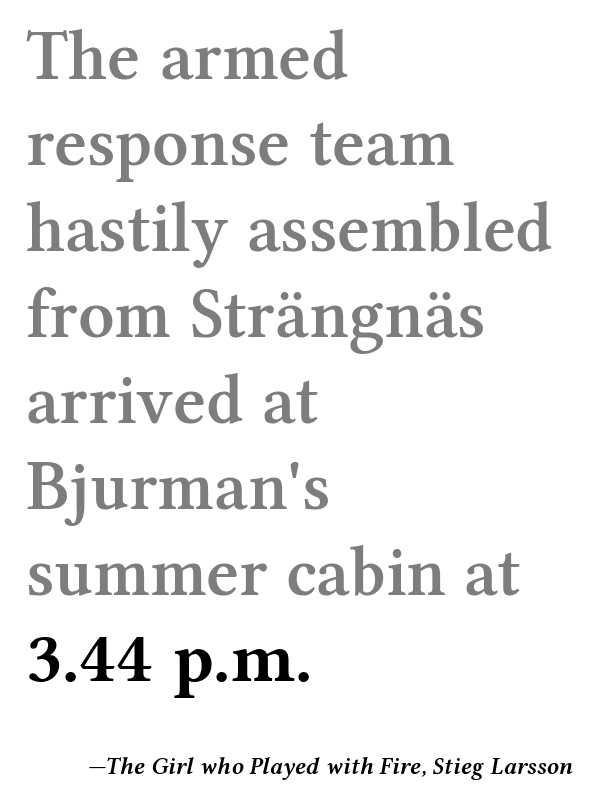 The armed
response team
hastily assembled
from Strängnäs
arrived at
Bjurman's
summer cabin at
3.44 p.m.
—The Girl who Played with Fire, Stieg Larsson